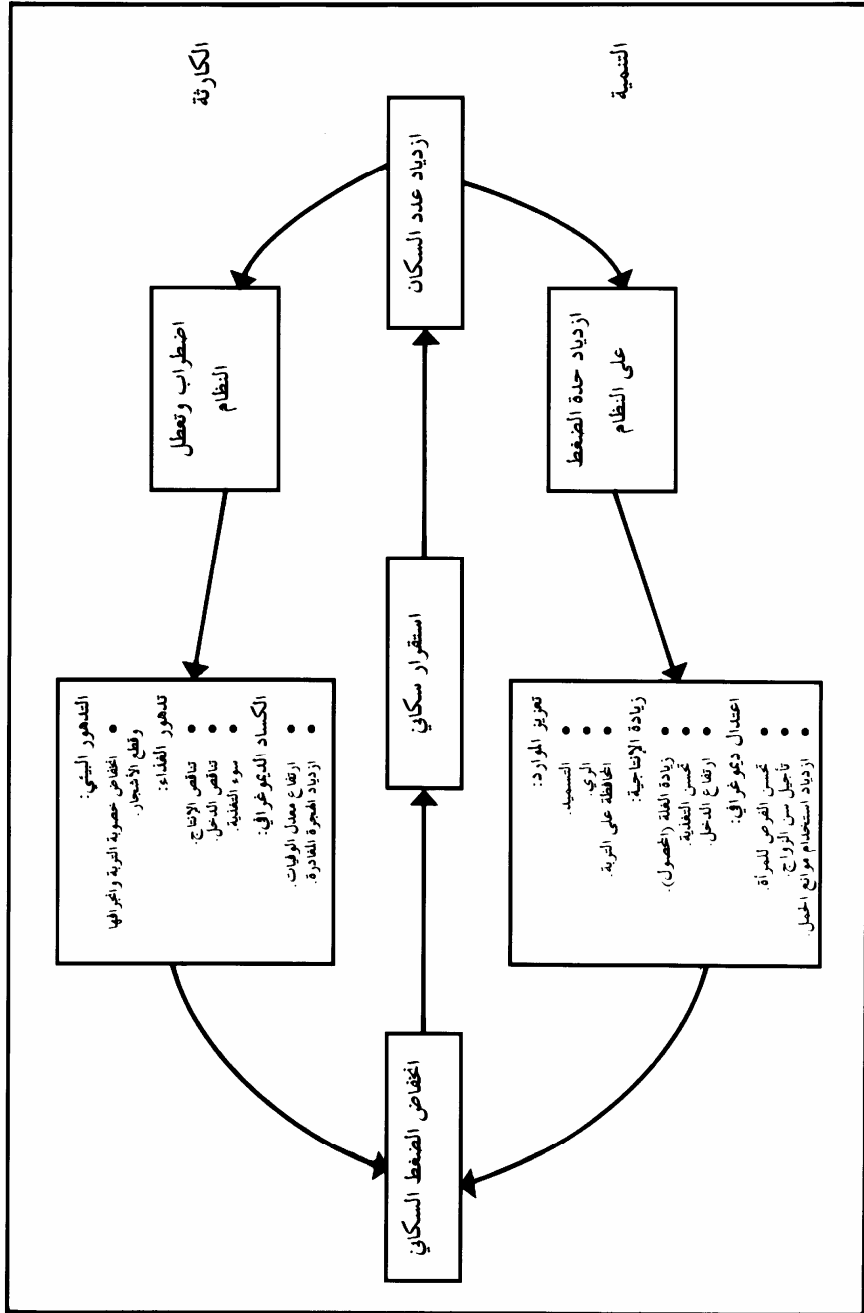 الكارثة
التنمية
ازدياد عدد السكان
اضطراب وتعطل
النظام
ازدياد حدة الضغط
على النظام
استقرار سكاني
التدهور البيئي:
• انخفاض خصوبة التربة وانجرافها
وقطع الأشجار.
تدهور الغذاء:
• تناقص الإنتاج.
• تناقص الدخل.
• سوء التغذية.
الكساد الديموغرافي:
• ارتفاع معدل الوفيات.
• ازدياد الهجرة المغادرة.
تعزيز الموارد:
• التسميد.
• الري.
• المحافظة على التربة.
زيادة الإنتاجية:
• زيادة الغلة (المحصول).
• تحسن التغذية.
• ارتفاع الدخل.
اعتدال ديموغرافي:
• تحسن الفرص للمرأة.
• تأجيل سن الزواج.
• ازدياد استخدام موانع الحمل.
انخفاض الضغط السكاني